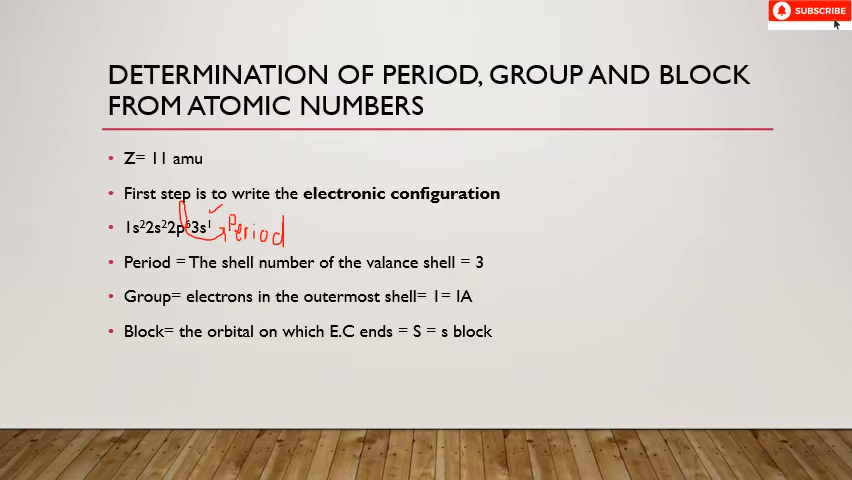 SUBSCRIBE
DETERMINATION OF PERIOD, GROUP AND BLOCK
FROM ATOMIC NUMBERS
• Z= 11 amu
• First step is to write the electronic configuration
• 1s²2s²2p⁶3s¹ Period
• Period = The shell number of the valance shell = 3
• Group= electrons in the outermost shell= 1= IA
• Block= the orbital on which E.C ends = S = s block